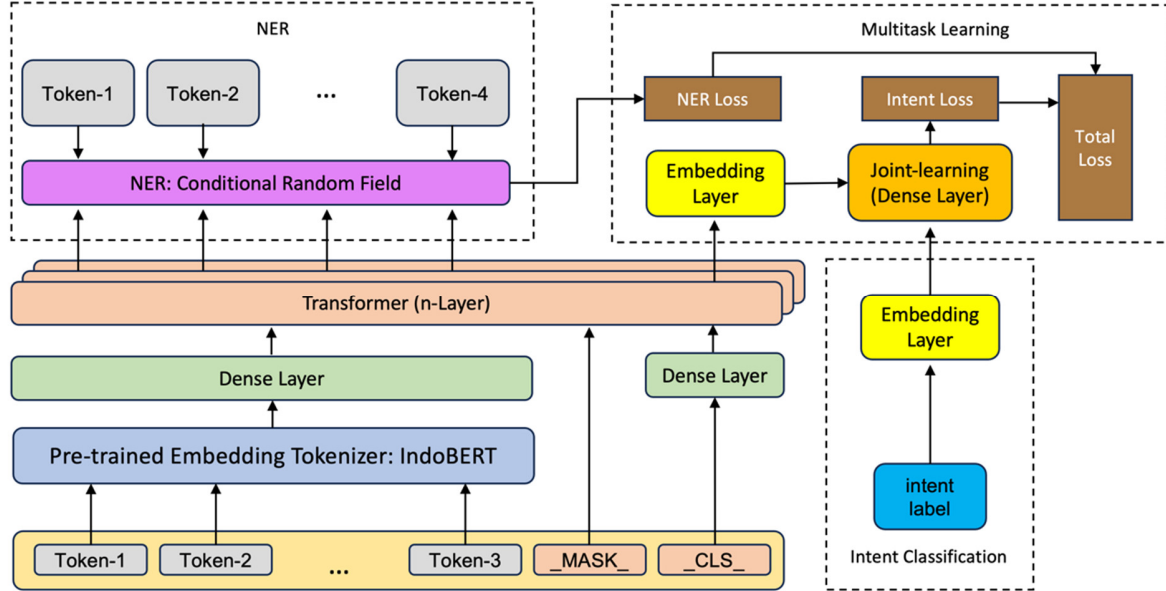 NER
Multitask Learning
Token-1
Token-2
...
Token-4
NER Loss
Intent Loss
Total
Loss
NER: Conditional Random Field
Embedding
Layer
Joint-learning
(Dense Layer)
Transformer (n-Layer)
Embedding
Layer
Dense Layer
Dense Layer
Pre-trained Embedding Tokenizer: IndoBERT
intent
label
Token-1
Token-2
...
Token-3
_MASK_
_CLS_
Intent Classification